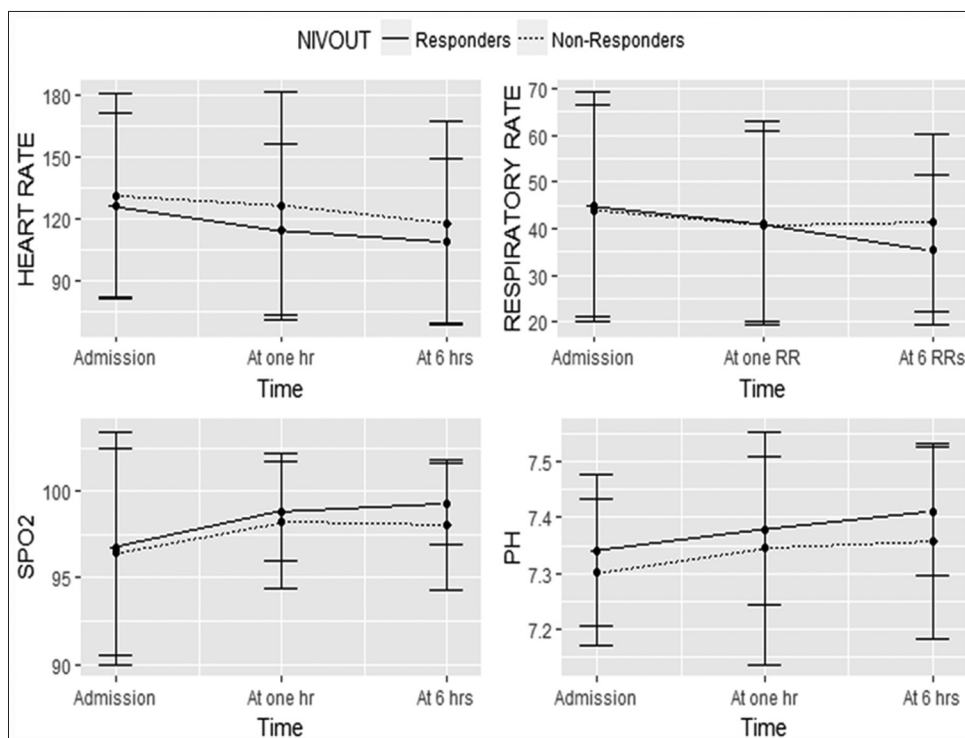 NIVOUT Responders Non-Responders
HEART RATE
180
150
120
90
Admission At one hr At 6 hrs
Time
RESPIRATORY RATE
70
60
50
40
30
20
Admission At one RR At 6 RRs
Time
SPO2
100
95
90
Admission At one hr At 6 hrs
Time
PH
7.5
7.4
7.3
7.2
Admission At one hr At 6 hrs
Time